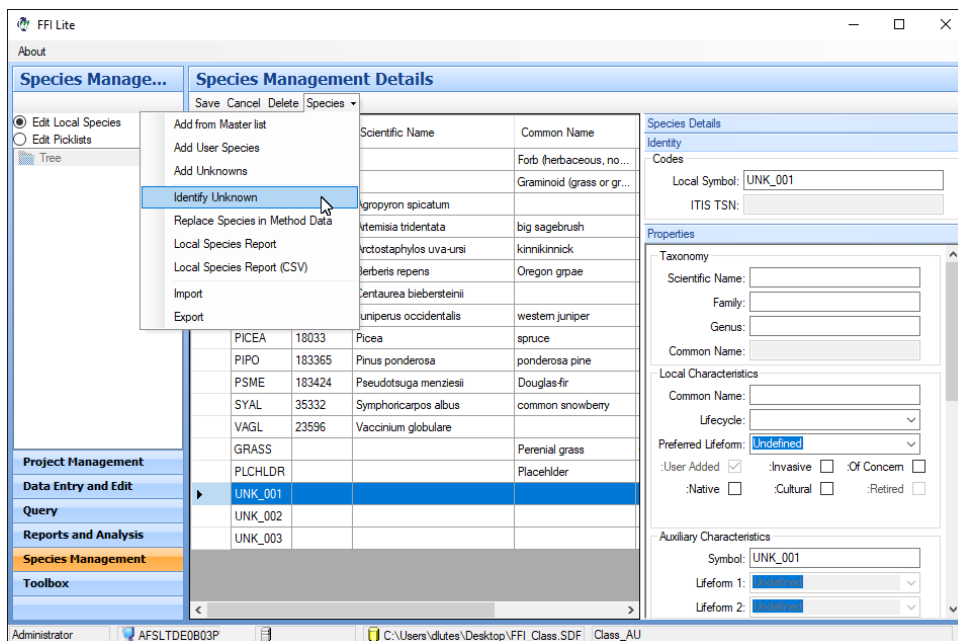 FFI Lite
About
Species Manage...
Species Management Details
Save Cancel Delete Species
Edit Local Species
Edit Picklists
Tree
Add from Master list
Add User Species
Add Unknowns
Identify Unknown
Replace Species in Method Data
Local Species Report
Local Species Report (CSV)
Import
Export
Scientific Name Common Name
Forb (herbaceous, no...
Graminoid (grass or gr...
Agropyron spicatum
Artemisia tridentata big sagebrush
Arctostaphylos uva-ursi kinnikinnick
Berberis repens Oregon grpae
Centaurea biebersteinii
Juniperus occidentalis western juniper
PICEA 18033 Picea spruce
PIPO 183365 Pinus ponderosa ponderosa pine
PSME 183424 Pseudotsuga menziesii Douglas-fir
SYAL 35332 Symphoricarpos albus common snowberry
VAGL 23596 Vaccinium globulare
GRASS Perenial grass
PLCHLDR Placehlder
UNK_001
UNK_002
UNK_003
Species Details
Identity
Codes
Local Symbol: UNK_001
ITIS TSN:
Properties
Taxonomy
Scientific Name:
Family:
Genus:
Common Name:
Local Characteristics
Common Name:
Lifecycle:
Preferred Lifeform: Undefined
:User Added :Invasive :Of Concern
:Native :Cultural :Retired
Auxiliary Characteristics
Symbol: UNK_001
Lifeform 1: Undefined
Lifeform 2: Undefined
Project Management
Data Entry and Edit
Query
Reports and Analysis
Species Management
Toolbox
Administrator AFSLTDE0B03P C:\Users\dlutes\Desktop\FFI_Class.SDF Class_AU